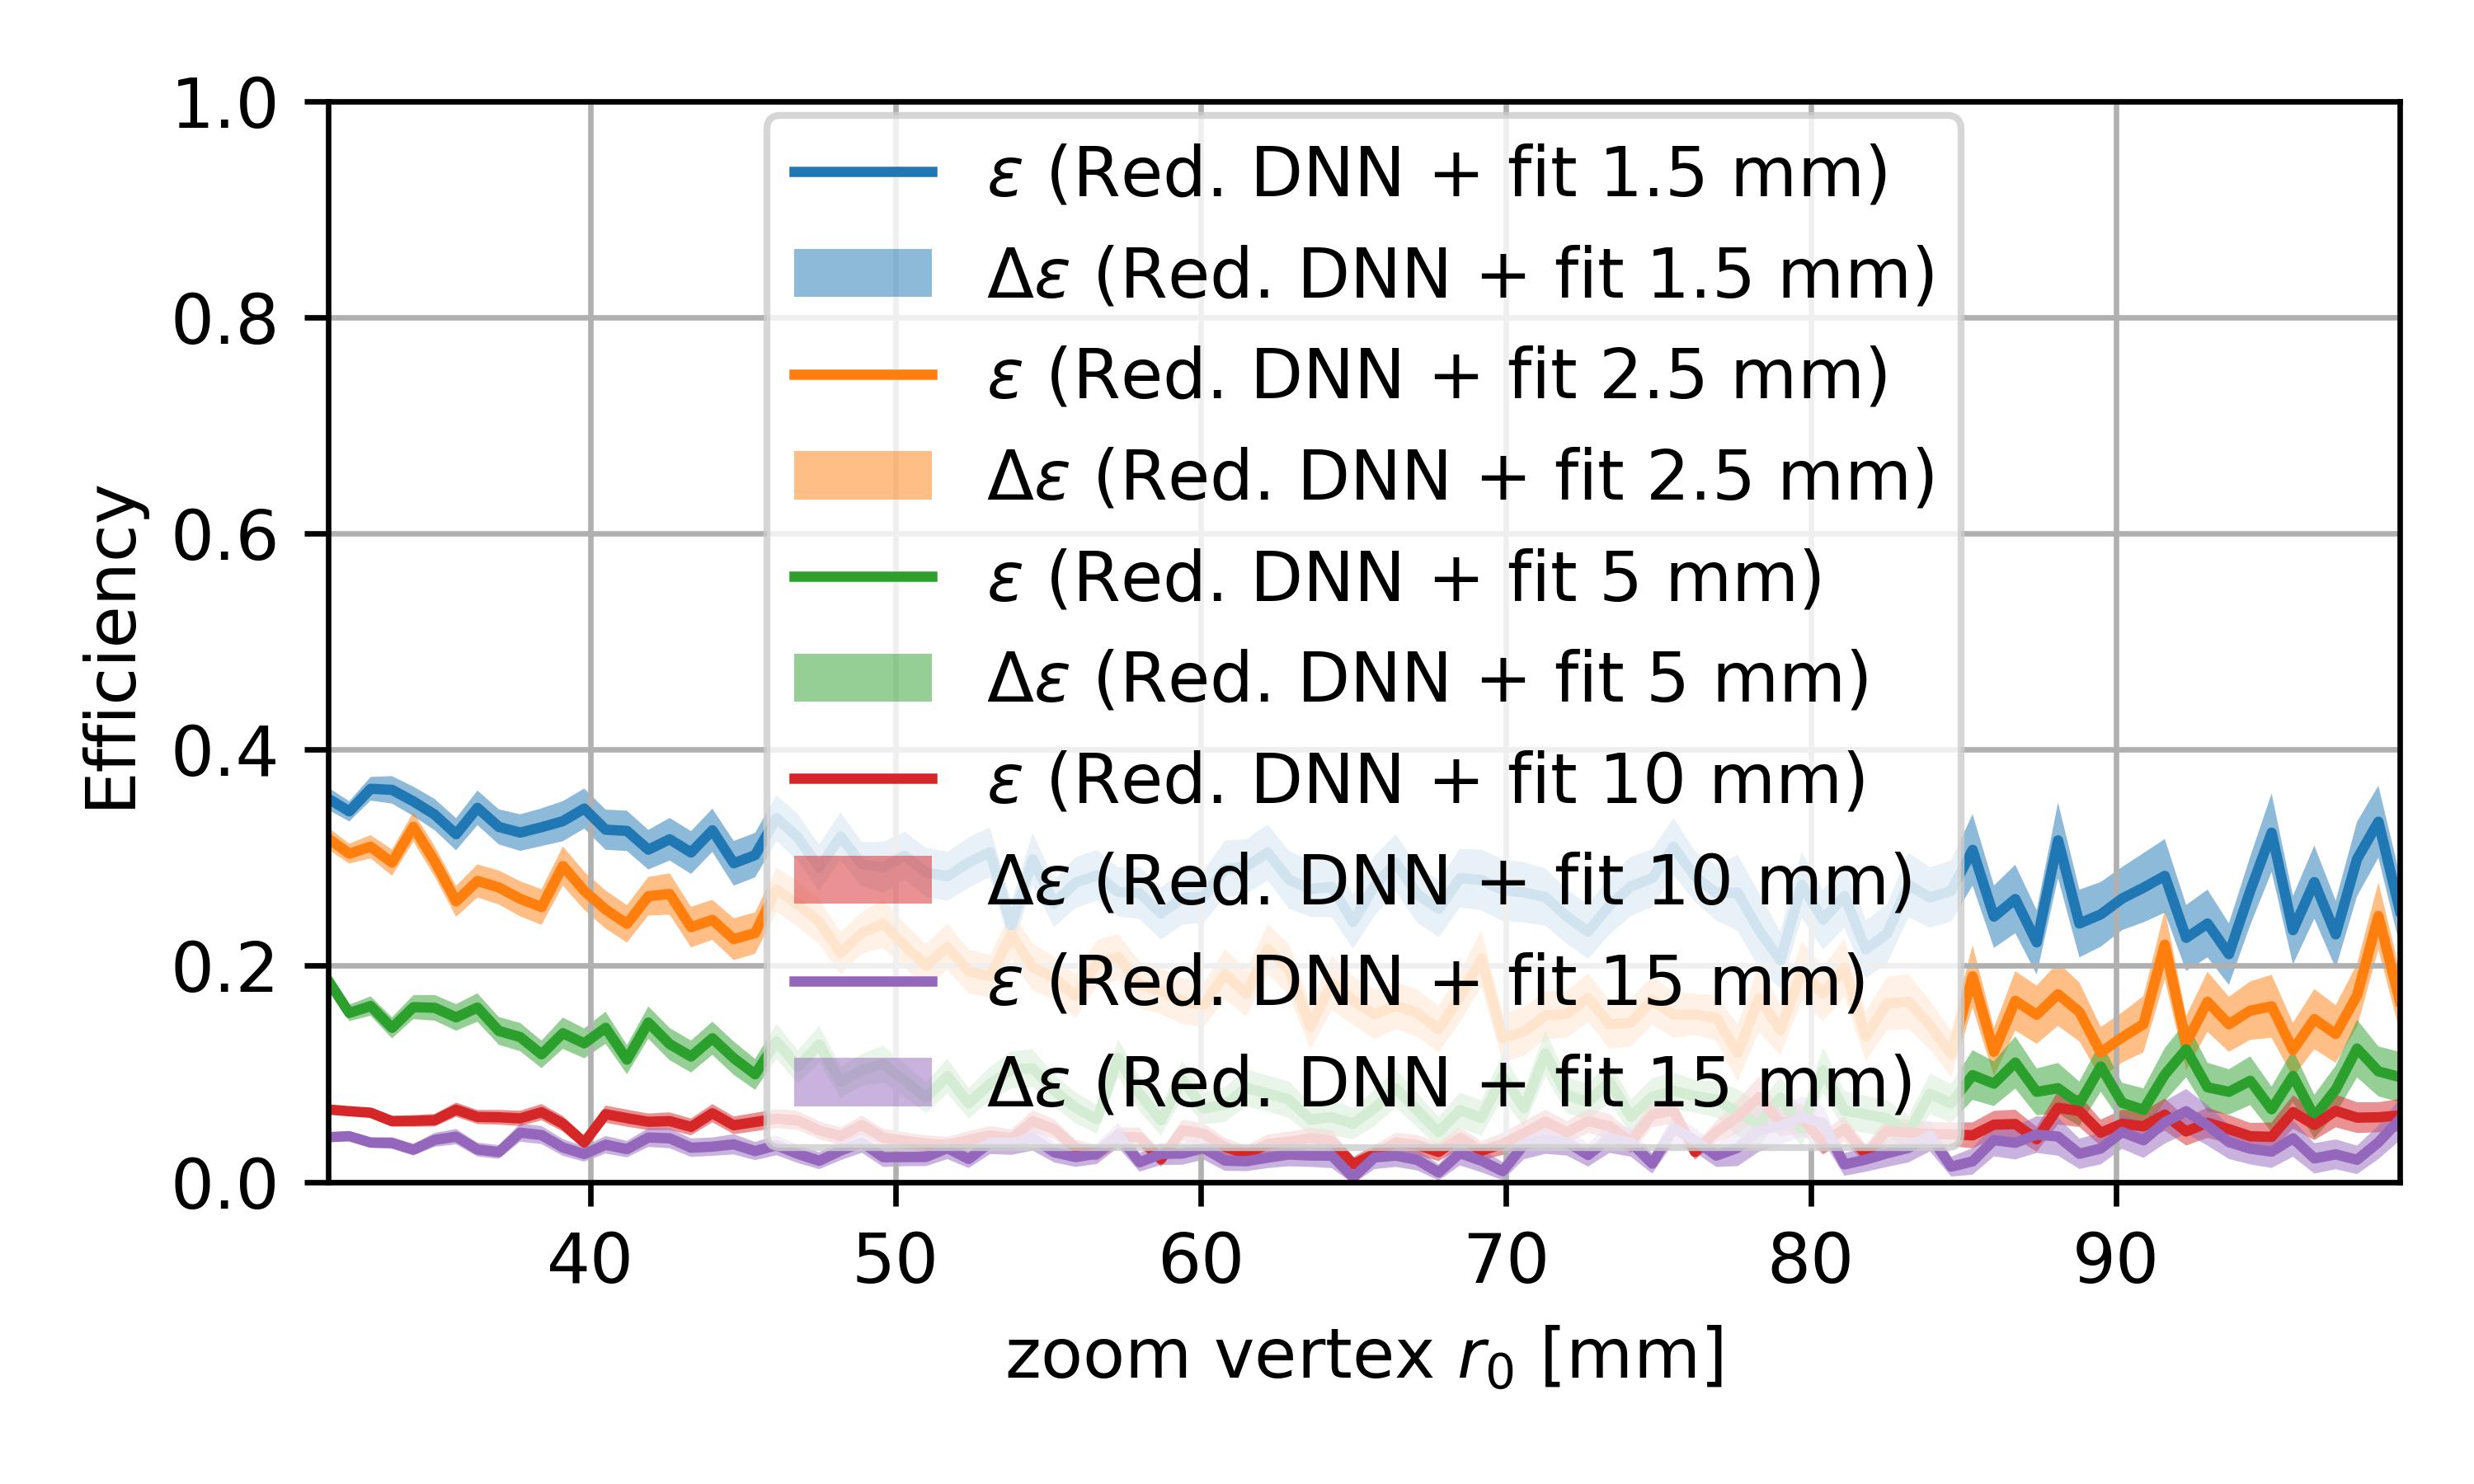 1.0
0.8
0.6
0.4
0.2
0.0
Efficiency
ε (Red. DNN + fit 1.5 mm)
Δε (Red. DNN + fit 1.5 mm)
ε (Red. DNN + fit 2.5 mm)
Δε (Red. DNN + fit 2.5 mm)
ε (Red. DNN + fit 5 mm)
Δε (Red. DNN + fit 5 mm)
ε (Red. DNN + fit 10 mm)
Δε (Red. DNN + fit 10 mm)
ε (Red. DNN + fit 15 mm)
Δε (Red. DNN + fit 15 mm)
40 50 60 70 80 90
zoom vertex r₀ [mm]